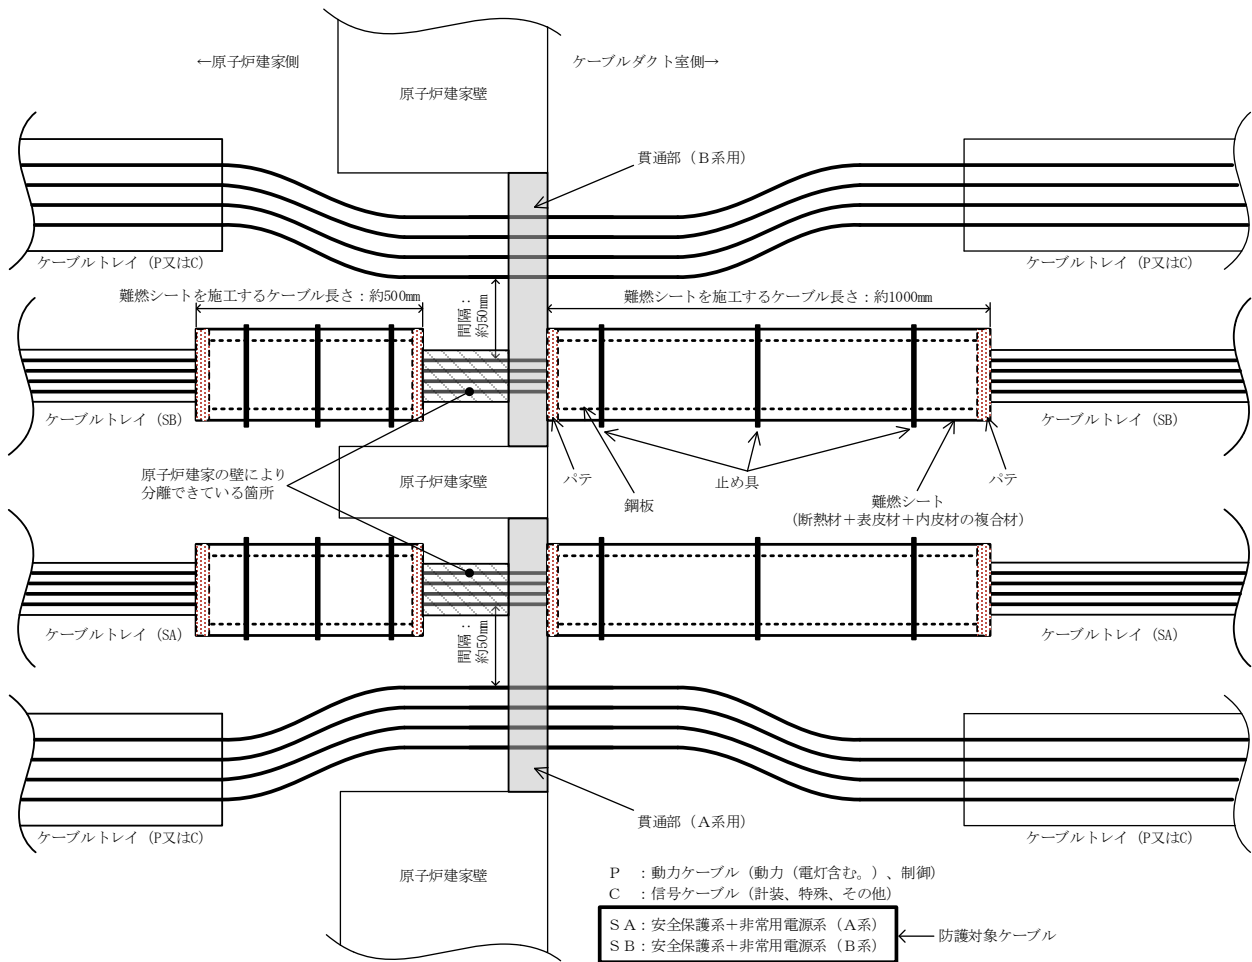 ←原子炉建家側
ケーブルダクト室側→
原子炉建家壁
貫通部（Ｂ系用）
ケーブルトレイ（P又はC）
ケーブルトレイ（P又はC）
難燃シートを施工するケーブル長さ：約500mm
間隔：
約50mm
難燃シートを施工するケーブル長さ：約1000mm
ケーブルトレイ（SB）
ケーブルトレイ（SB）
原子炉建家の壁により
分離できている箇所
原子炉建家壁
パテ
鋼板
止め具
難燃シート
（断熱材＋表皮材＋内皮材の複合材）
パテ
ケーブルトレイ（SA）
間隔：
約50mm
ケーブルトレイ（SA）
貫通部（Ａ系用）
ケーブルトレイ（P又はC）
ケーブルトレイ（P又はC）
原子炉建家壁
Ｐ　：動力ケーブル（動力（電灯含む。）、制御）
Ｃ　：信号ケーブル（計装、特殊、その他）
ＳＡ：安全保護系＋非常用電源系（Ａ系）
ＳＢ：安全保護系＋非常用電源系（Ｂ系）
防護対象ケーブル